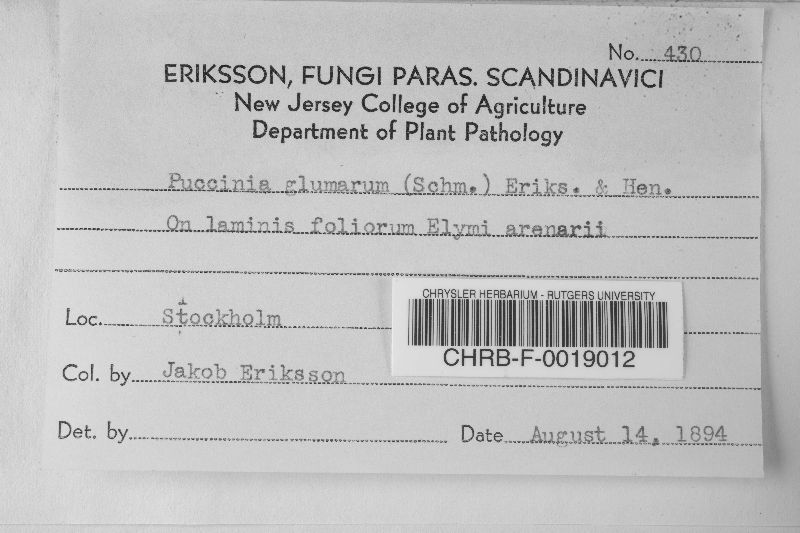 No. 430
ERIKSSON, FUNGI PARAS. SCANDINAVICI
New Jersey College of Agriculture
Department of Plant Pathology
Puccinia glumarum (Schm.) Eriks. & Hen.
On laminis foliorum Elymi arenarii
Loc. Stockholm
CHRYSLER HERBARIUM - RUTGERS UNIVERSITY
CHRB-F-0019012
Col. by Jakob Eriksson
Det. by
Date August 14, 1894